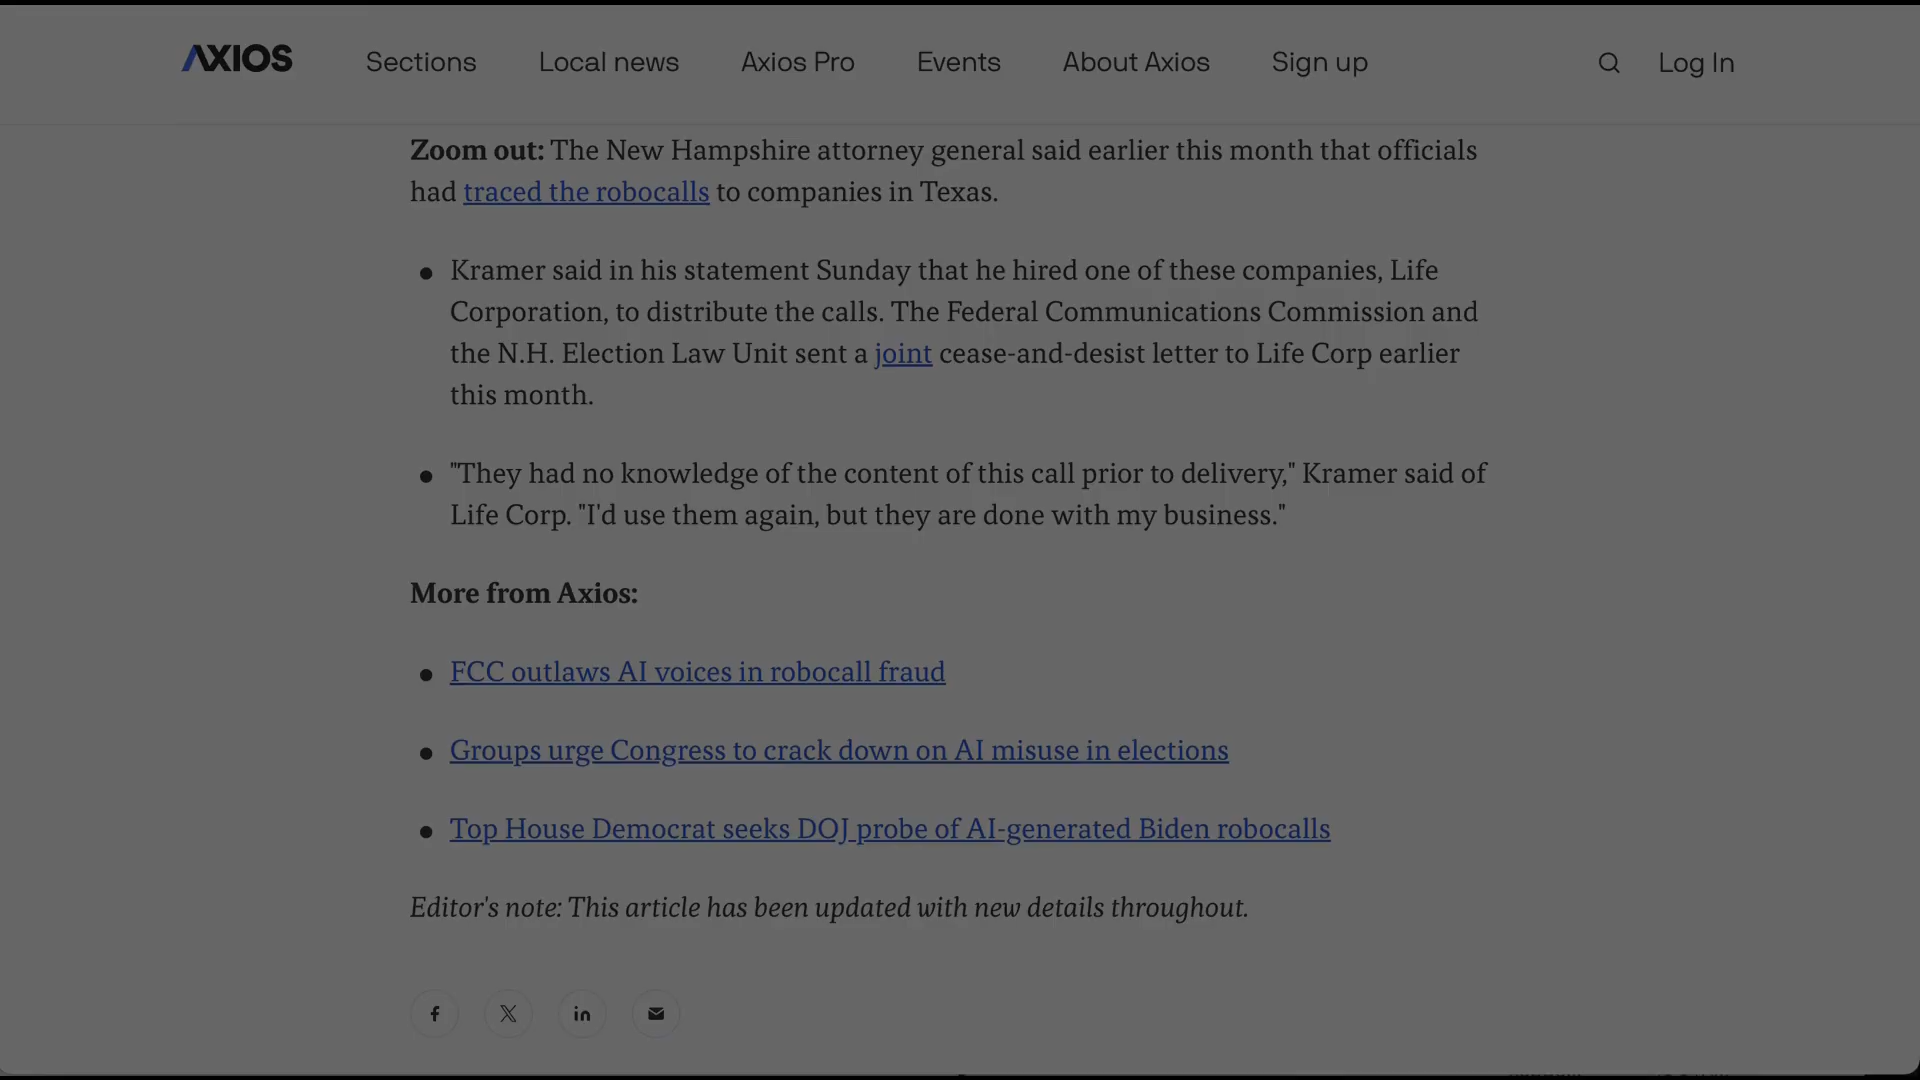 AXIOS Sections Local news Axios Pro Events About Axios Sign up Log In
Zoom out: The New Hampshire attorney general said earlier this month that officials
had traced the robocalls to companies in Texas.
Kramer said in his statement Sunday that he hired one of these companies, Life
Corporation, to distribute the calls. The Federal Communications Commission and
the N.H. Election Law Unit sent a joint cease-and-desist letter to Life Corp earlier
this month.
"They had no knowledge of the content of this call prior to delivery," Kramer said of
Life Corp. "I'd use them again, but they are done with my business."
More from Axios:
FCC outlaws AI voices in robocall fraud
Groups urge Congress to crack down on AI misuse in elections
Top House Democrat seeks DOJ probe of AI-generated Biden robocalls
Editor's note: This article has been updated with new details throughout.